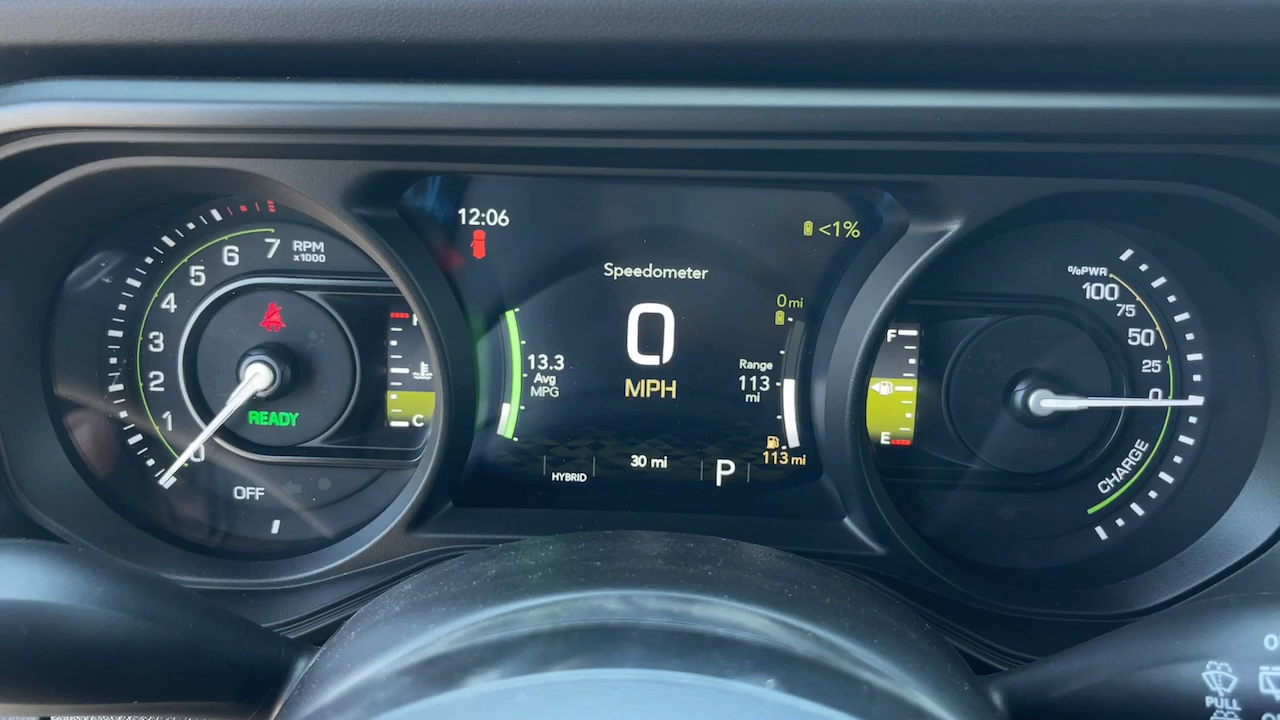 12:06
<1%
Speedometer
0
MPH
13.3
Avg
MPG
0 mi
Range
113
mi
113 mi
HYBRID
30 mi
P
7
6
5
4
3
2
1
0
RPM
x1000
READY
OFF
H
C
F
E
%PWR
100
75
50
25
0
CHARGE
PULL